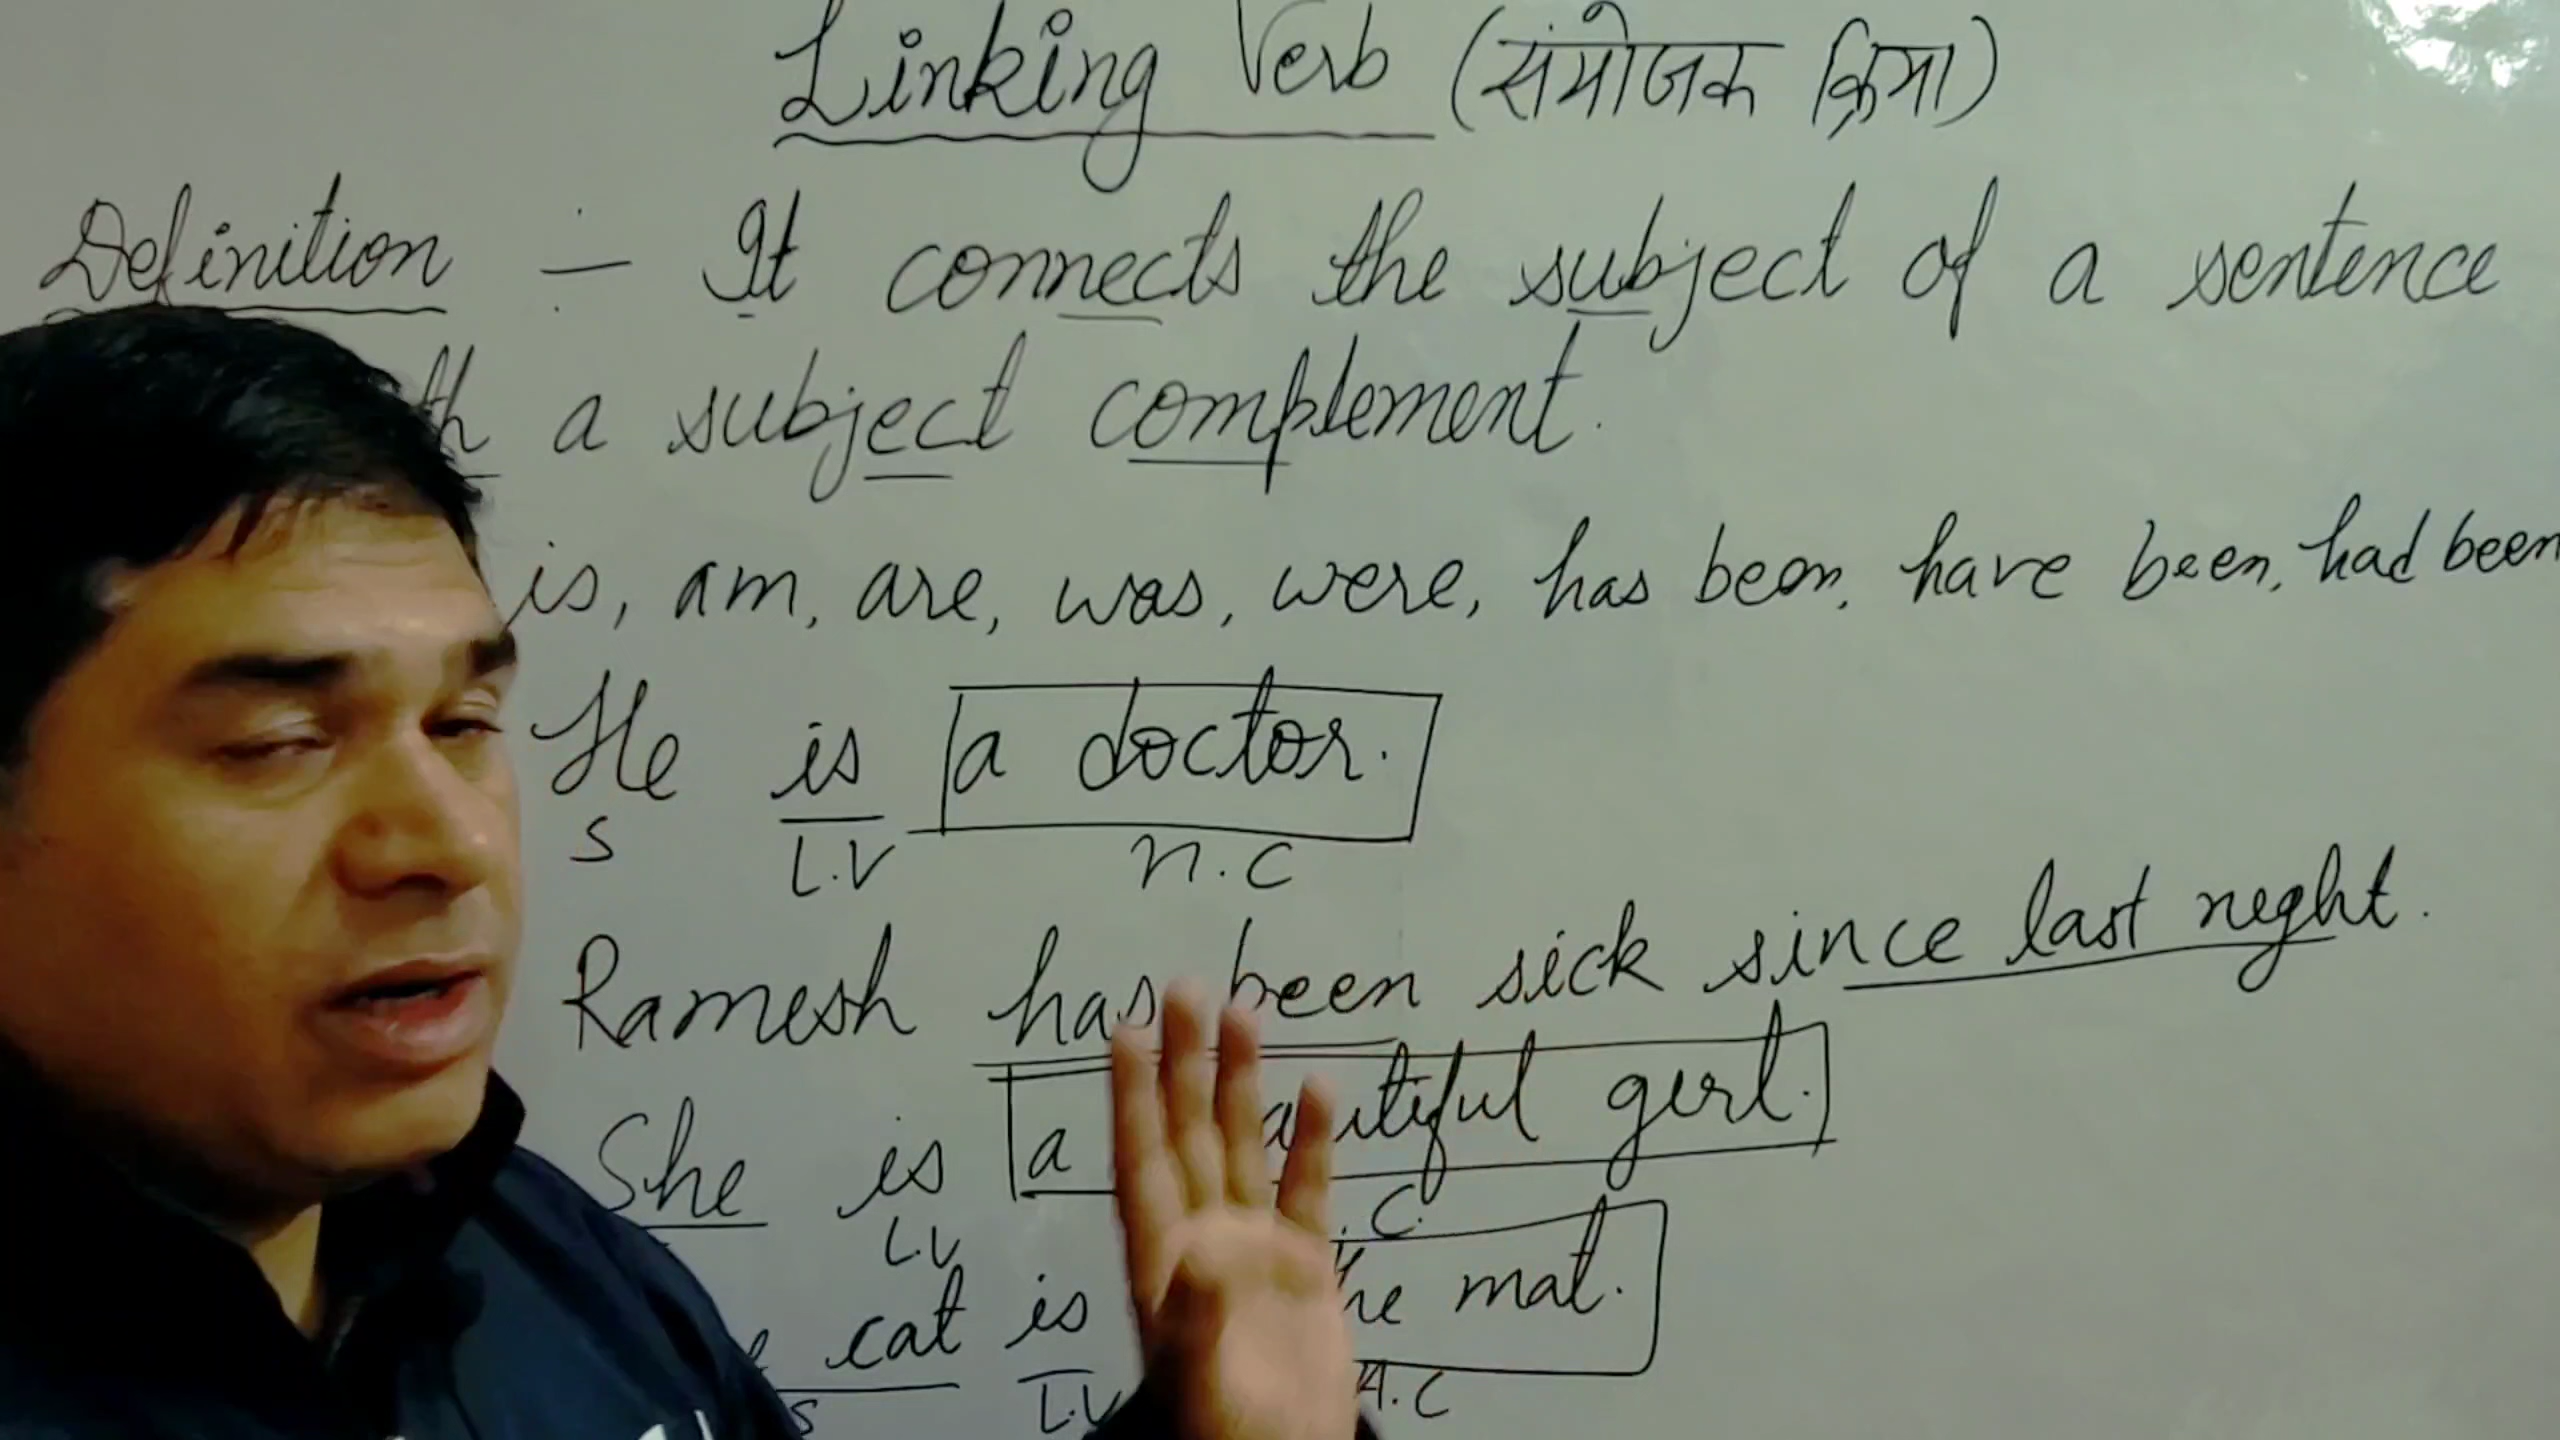 Linking Verb (संयोजक क्रिया)
Definition :- It connects the subject of a sentence
a subject complement.
is, am, are, was, were, has been, have been, had been
He is a doctor.
S L.V N.C
Ramesh has been sick since last night.
She is a girl.
L.V .C.
cat is mat.
S L.V A.C